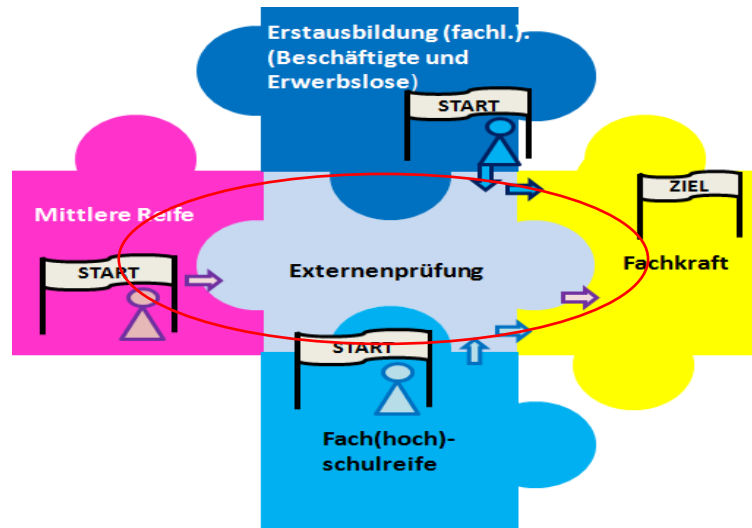 Erstausbildung (fachl.).
(Beschäftigte und
Erwerbslose)
START
ZIEL
Mittlere Reife
START
Externenprüfung
Fachkraft
START
Fach(hoch)-
schulreife